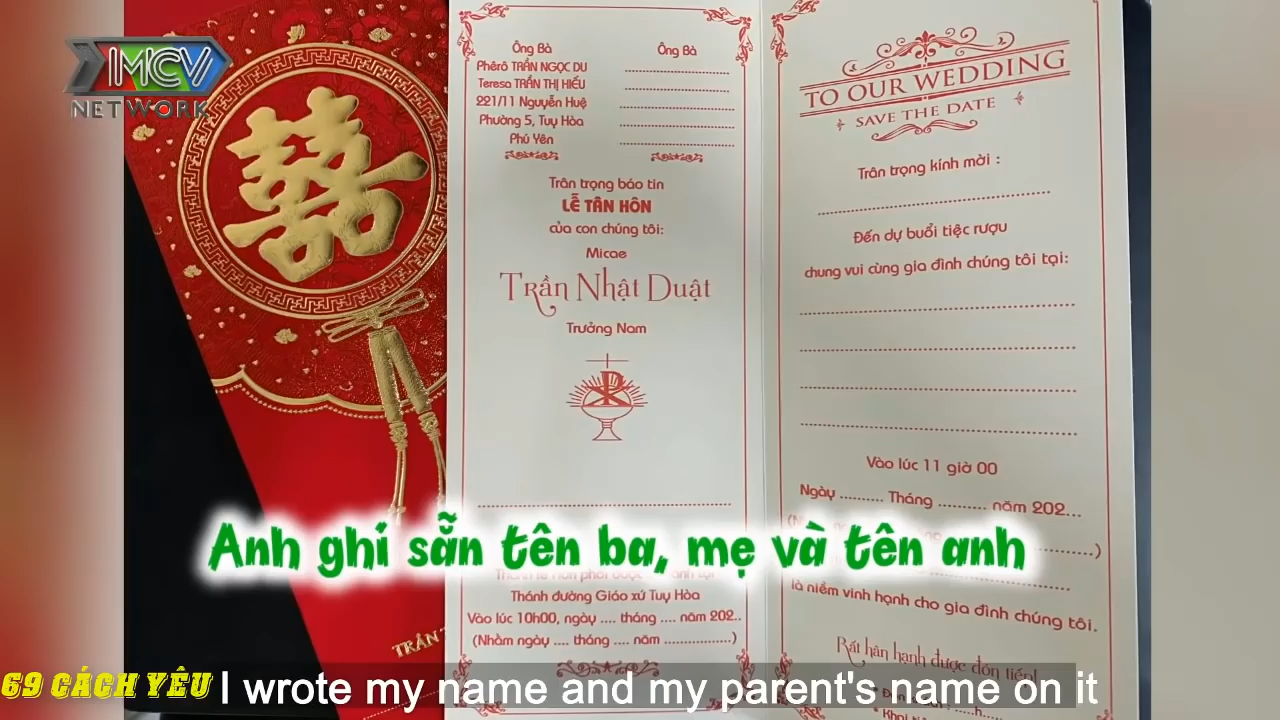 MCV
NETWORK
囍
Ông Bà
Phêrô TRẦN NGỌC DU
Teresa TRẦN THỊ HIẾU
221/11 Nguyễn Huệ
Phường 5, Tuy Hòa
Phú Yên
Ông Bà
Trân trọng báo tin
LỄ TÂN HÔN
của con chúng tôi:
Micae
Trần Nhật Duật
Trưởng Nam
Thánh đường Giáo xứ Tuy Hòa
Vào lúc 10h00, ngày .... tháng .... năm 202..
(Nhằm ngày .... tháng .... năm ...............)
TO OUR WEDDING
SAVE THE DATE
Trân trọng kính mời :
Đến dự buổi tiệc rượu
chung vui cùng gia đình chúng tôi tại:
Vào lúc 11 giờ 00
Ngày .......... Tháng ......... năm 202...
là niềm vinh hạnh cho gia đình chúng tôi.
Rất hân hạnh được đón tiếp!
TRẦN
Anh ghi sẵn tên ba, mẹ và tên anh
69 CÁCH YÊU
I wrote my name and my parent's name on it